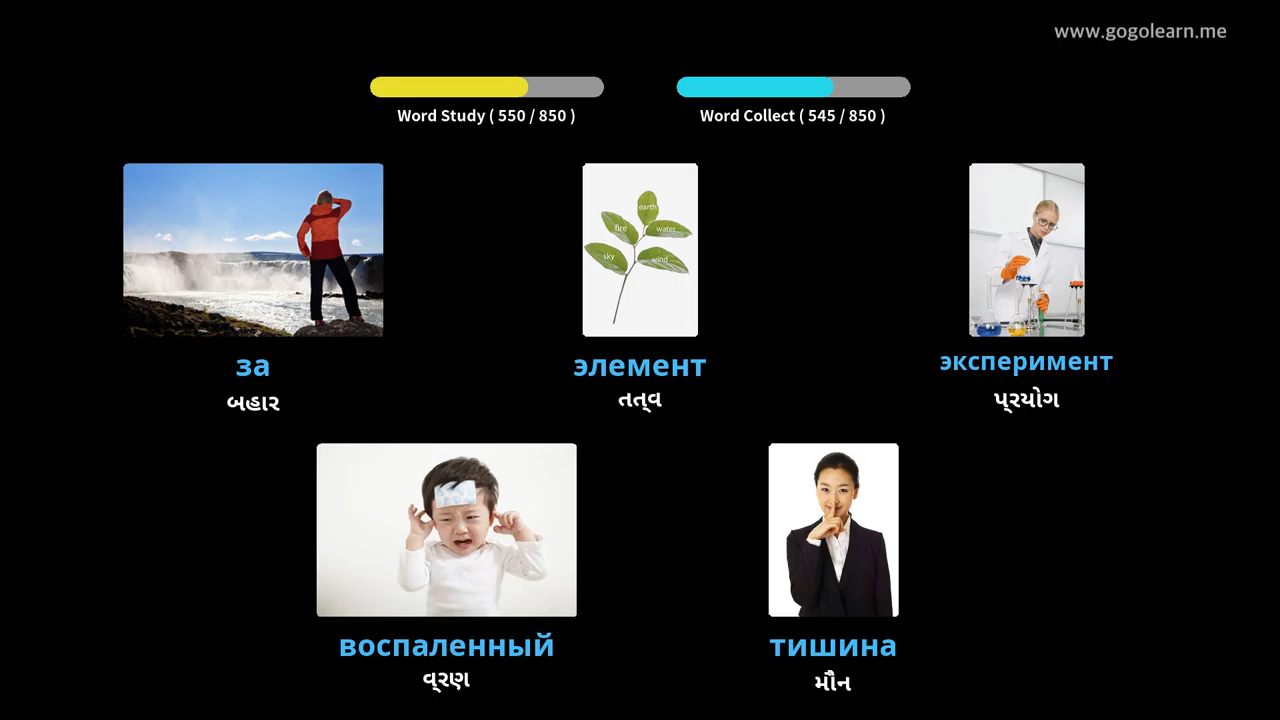 www.gogolearn.me
Word Study ( 550 / 850 )
Word Collect ( 545 / 850 )
earth
fire
water
sky
wind
за
બહાર
элемент
તત્વ
эксперимент
પ્રયોગ
воспаленный
વ્રણ
тишина
મૌન